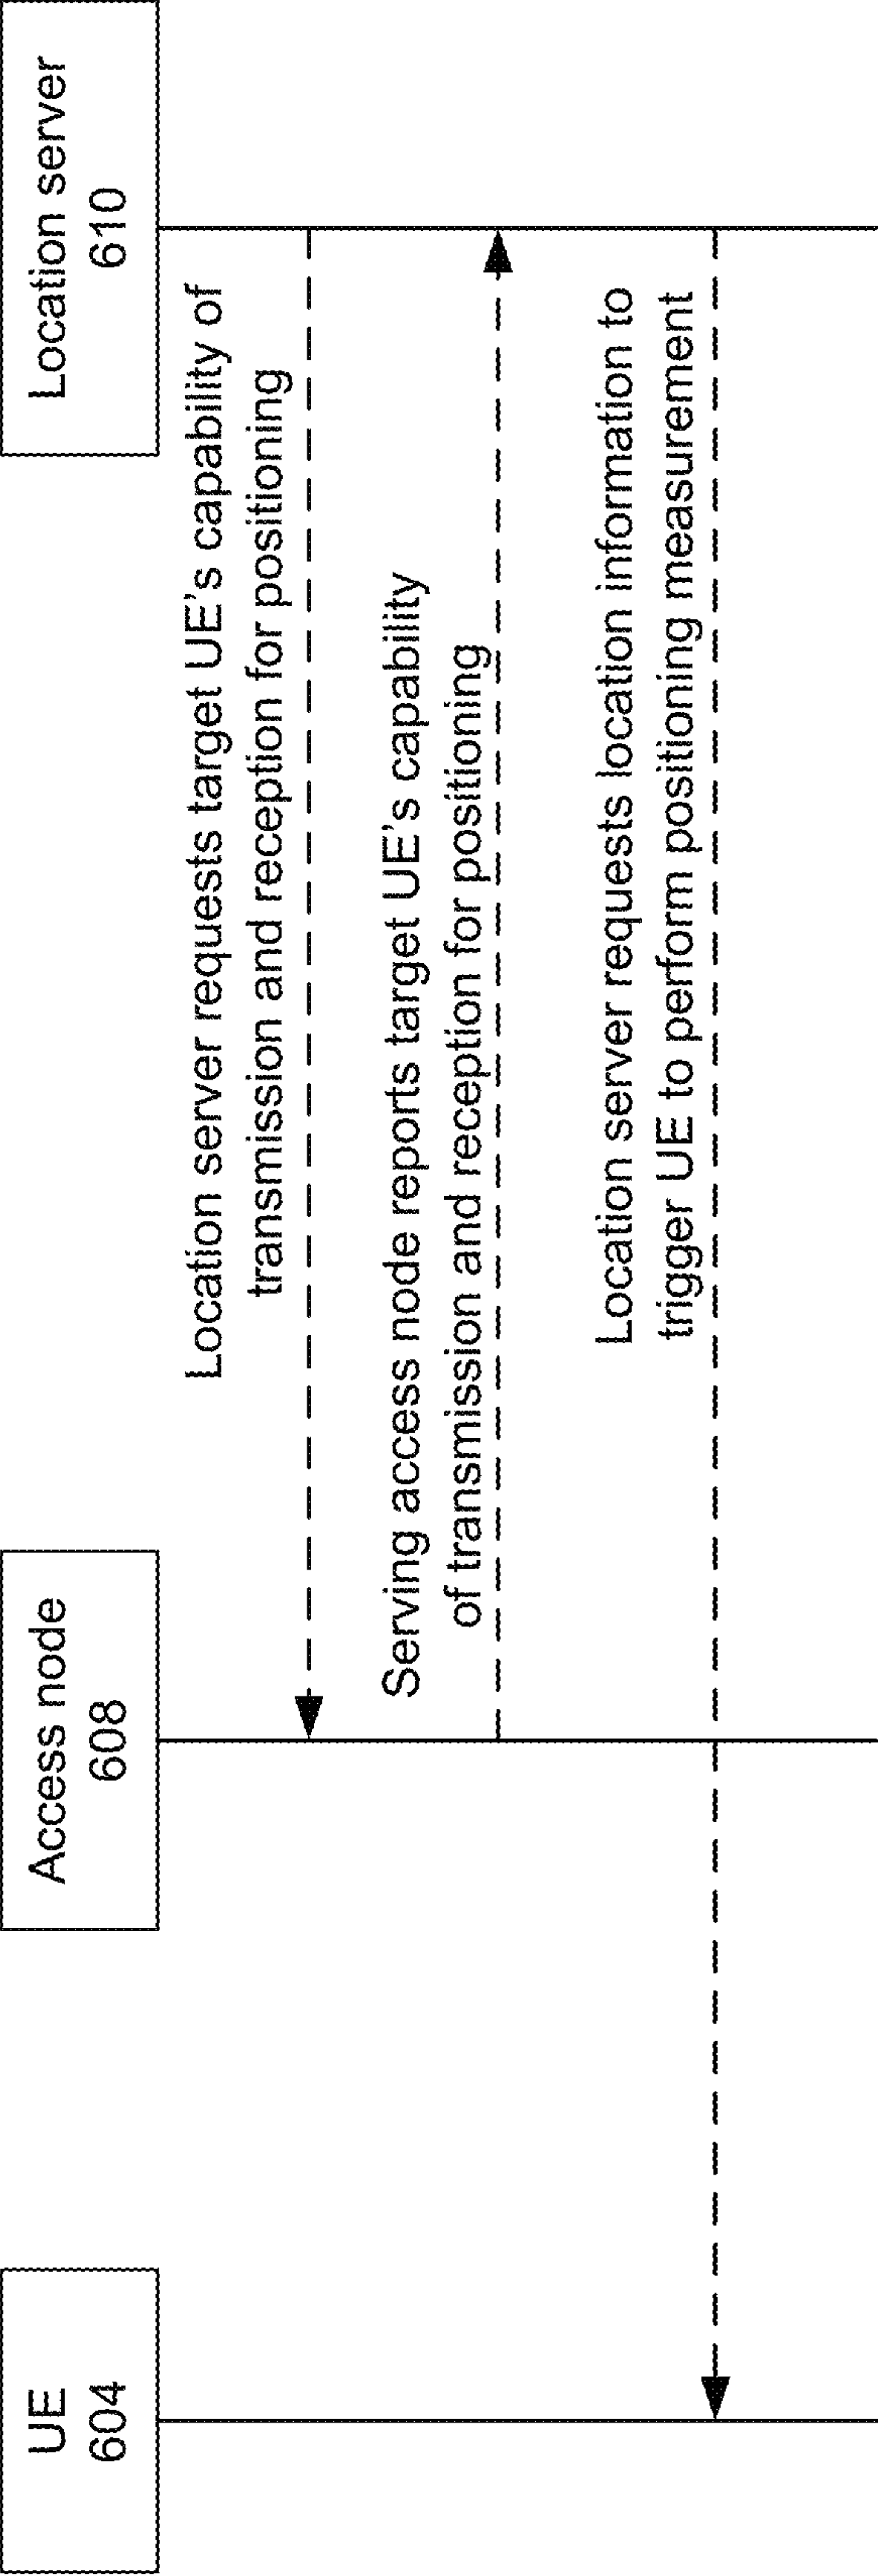 UE
604
Access node
608
Location server
610
Location server requests target UE's capability of
transmission and reception for positioning
Serving access node reports target UE's capability
of transmission and reception for positioning
Location server requests location information to
trigger UE to perform positioning measurement